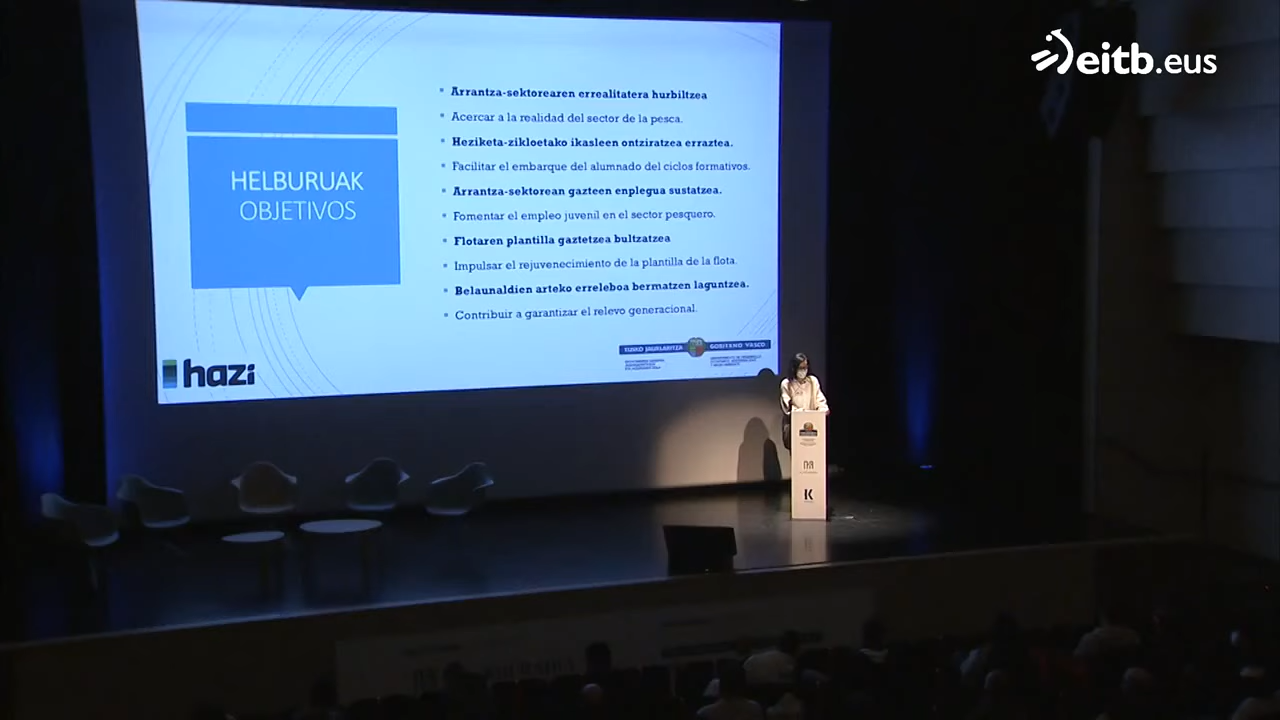 eitb.eus
HELBURUAK
OBJETIVOS
Arrantza-sektorearen errealitatera hurbiltzea
Acercar a la realidad del sector de la pesca.
Heziketa-zikloetako ikasleen ontziratzea erraztea.
Facilitar el embarque del alumnado del ciclos formativos.
Arrantza-sektorean gazteen enplegua sustatzea.
Fomentar el empleo juvenil en el sector pesquero.
Flotaren plantilla gaztetzea bultzatzea
Impulsar el rejuvenecimiento de la plantilla de la flota.
Belaunaldien arteko erreleboa bermatzen laguntzea.
Contribuir a garantizar el relevo generacional.
hazi
EUSKO JAURLARITZA
GOBIERNO VASCO
K